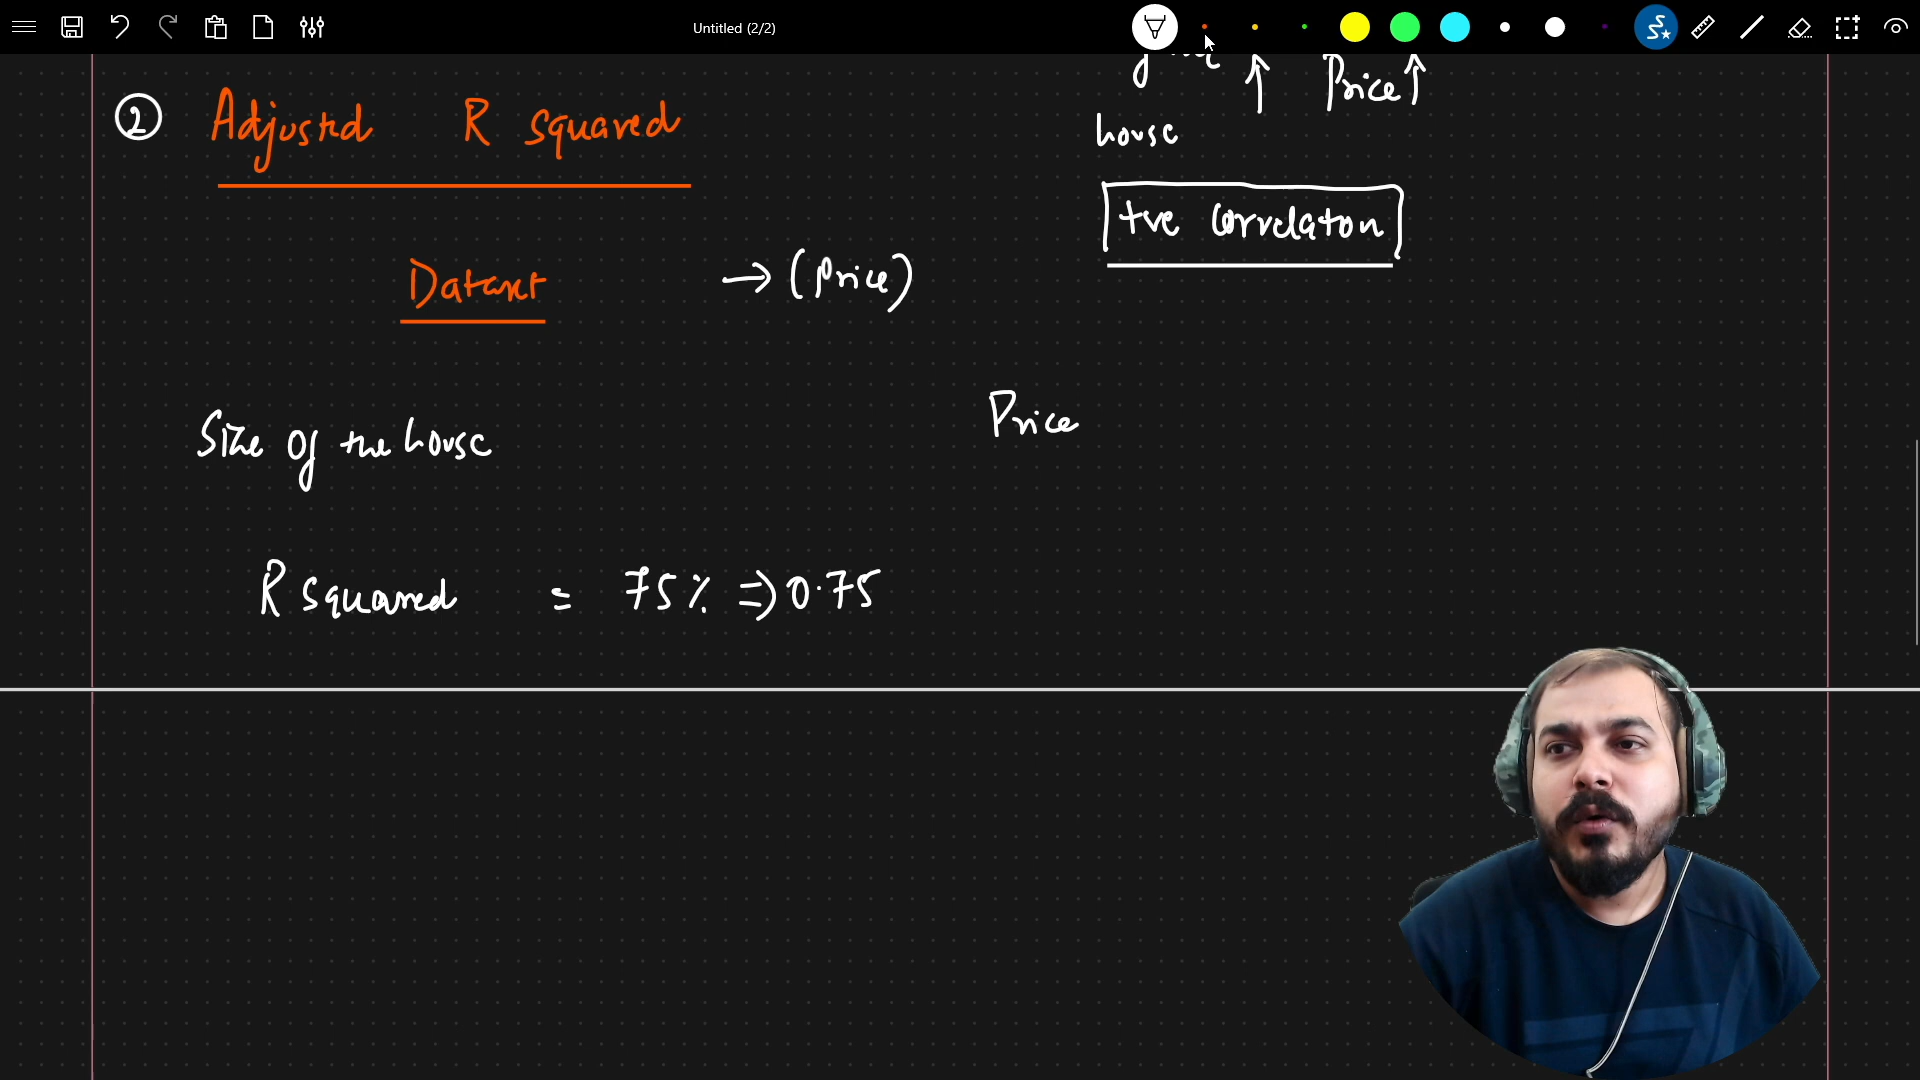 Untitled (2/2)
② Adjusted R squared
Price ↑
house
+ve Correlaton
Dataset → (Price)
Size of the house
Price
R squared = 75% ⇒ 0.75